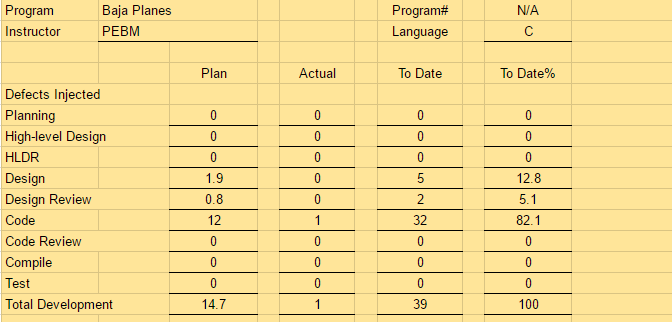 Program Baja Planes Program# N/A
Instructor PEBM Language C
Plan Actual To Date To Date%
Defects Injected
Planning 0 0 0 0
High-level Design 0 0 0 0
HLDR 0 0 0 0
Design 1.9 0 5 12.8
Design Review 0.8 0 2 5.1
Code 12 1 32 82.1
Code Review 0 0 0 0
Compile 0 0 0 0
Test 0 0 0 0
Total Development 14.7 1 39 100